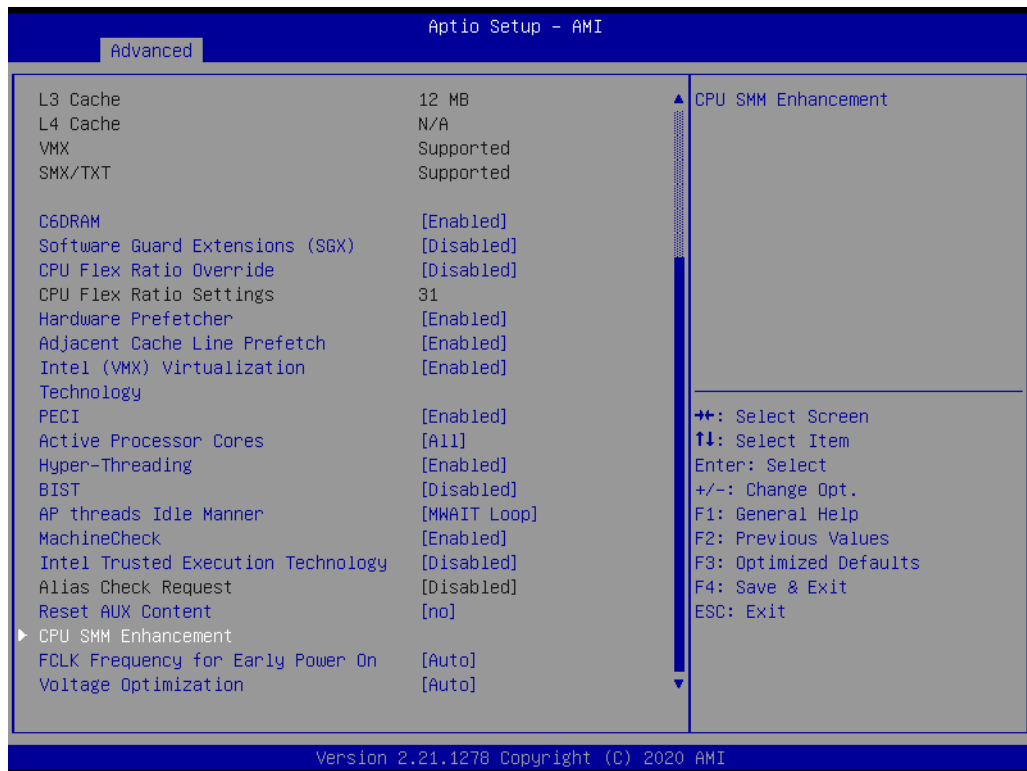 Aptio Setup – AMI
Advanced
L3 Cache 12 MB
L4 Cache N/A
VMX Supported
SMX/TXT Supported
C6DRAM [Enabled]
Software Guard Extensions (SGX) [Disabled]
CPU Flex Ratio Override [Disabled]
CPU Flex Ratio Settings 31
Hardware Prefetcher [Enabled]
Adjacent Cache Line Prefetch [Enabled]
Intel (VMX) Virtualization [Enabled]
Technology
PECI [Enabled]
Active Processor Cores [All]
Hyper-Threading [Enabled]
BIST [Disabled]
AP threads Idle Manner [MWAIT Loop]
MachineCheck [Enabled]
Intel Trusted Execution Technology [Disabled]
Alias Check Request [Disabled]
Reset AUX Content [no]
CPU SMM Enhancement
FCLK Frequency for Early Power On [Auto]
Voltage Optimization [Auto]
CPU SMM Enhancement
→←: Select Screen
↑↓: Select Item
Enter: Select
+/-: Change Opt.
F1: General Help
F2: Previous Values
F3: Optimized Defaults
F4: Save & Exit
ESC: Exit
Version 2.21.1278 Copyright (C) 2020 AMI